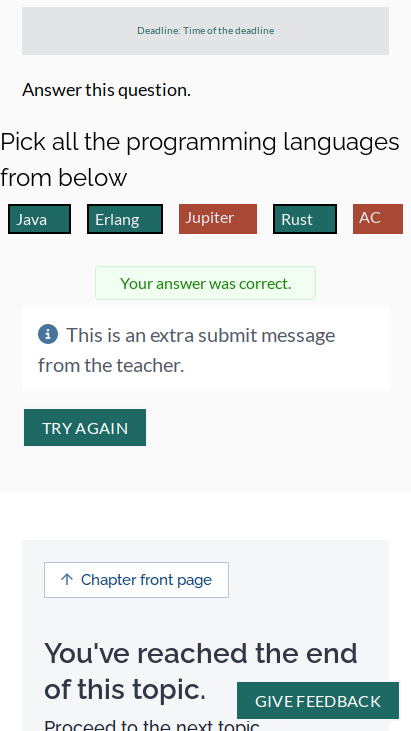 Deadline: Time of the deadline
Answer this question.
Pick all the programming languages
from below
Java Erlang Jupiter Rust AC
Your answer was correct.
This is an extra submit message
from the teacher.
TRY AGAIN
Chapter front page
You've reached the end
of this topic.
GIVE FEEDBACK
Proceed to the next topic